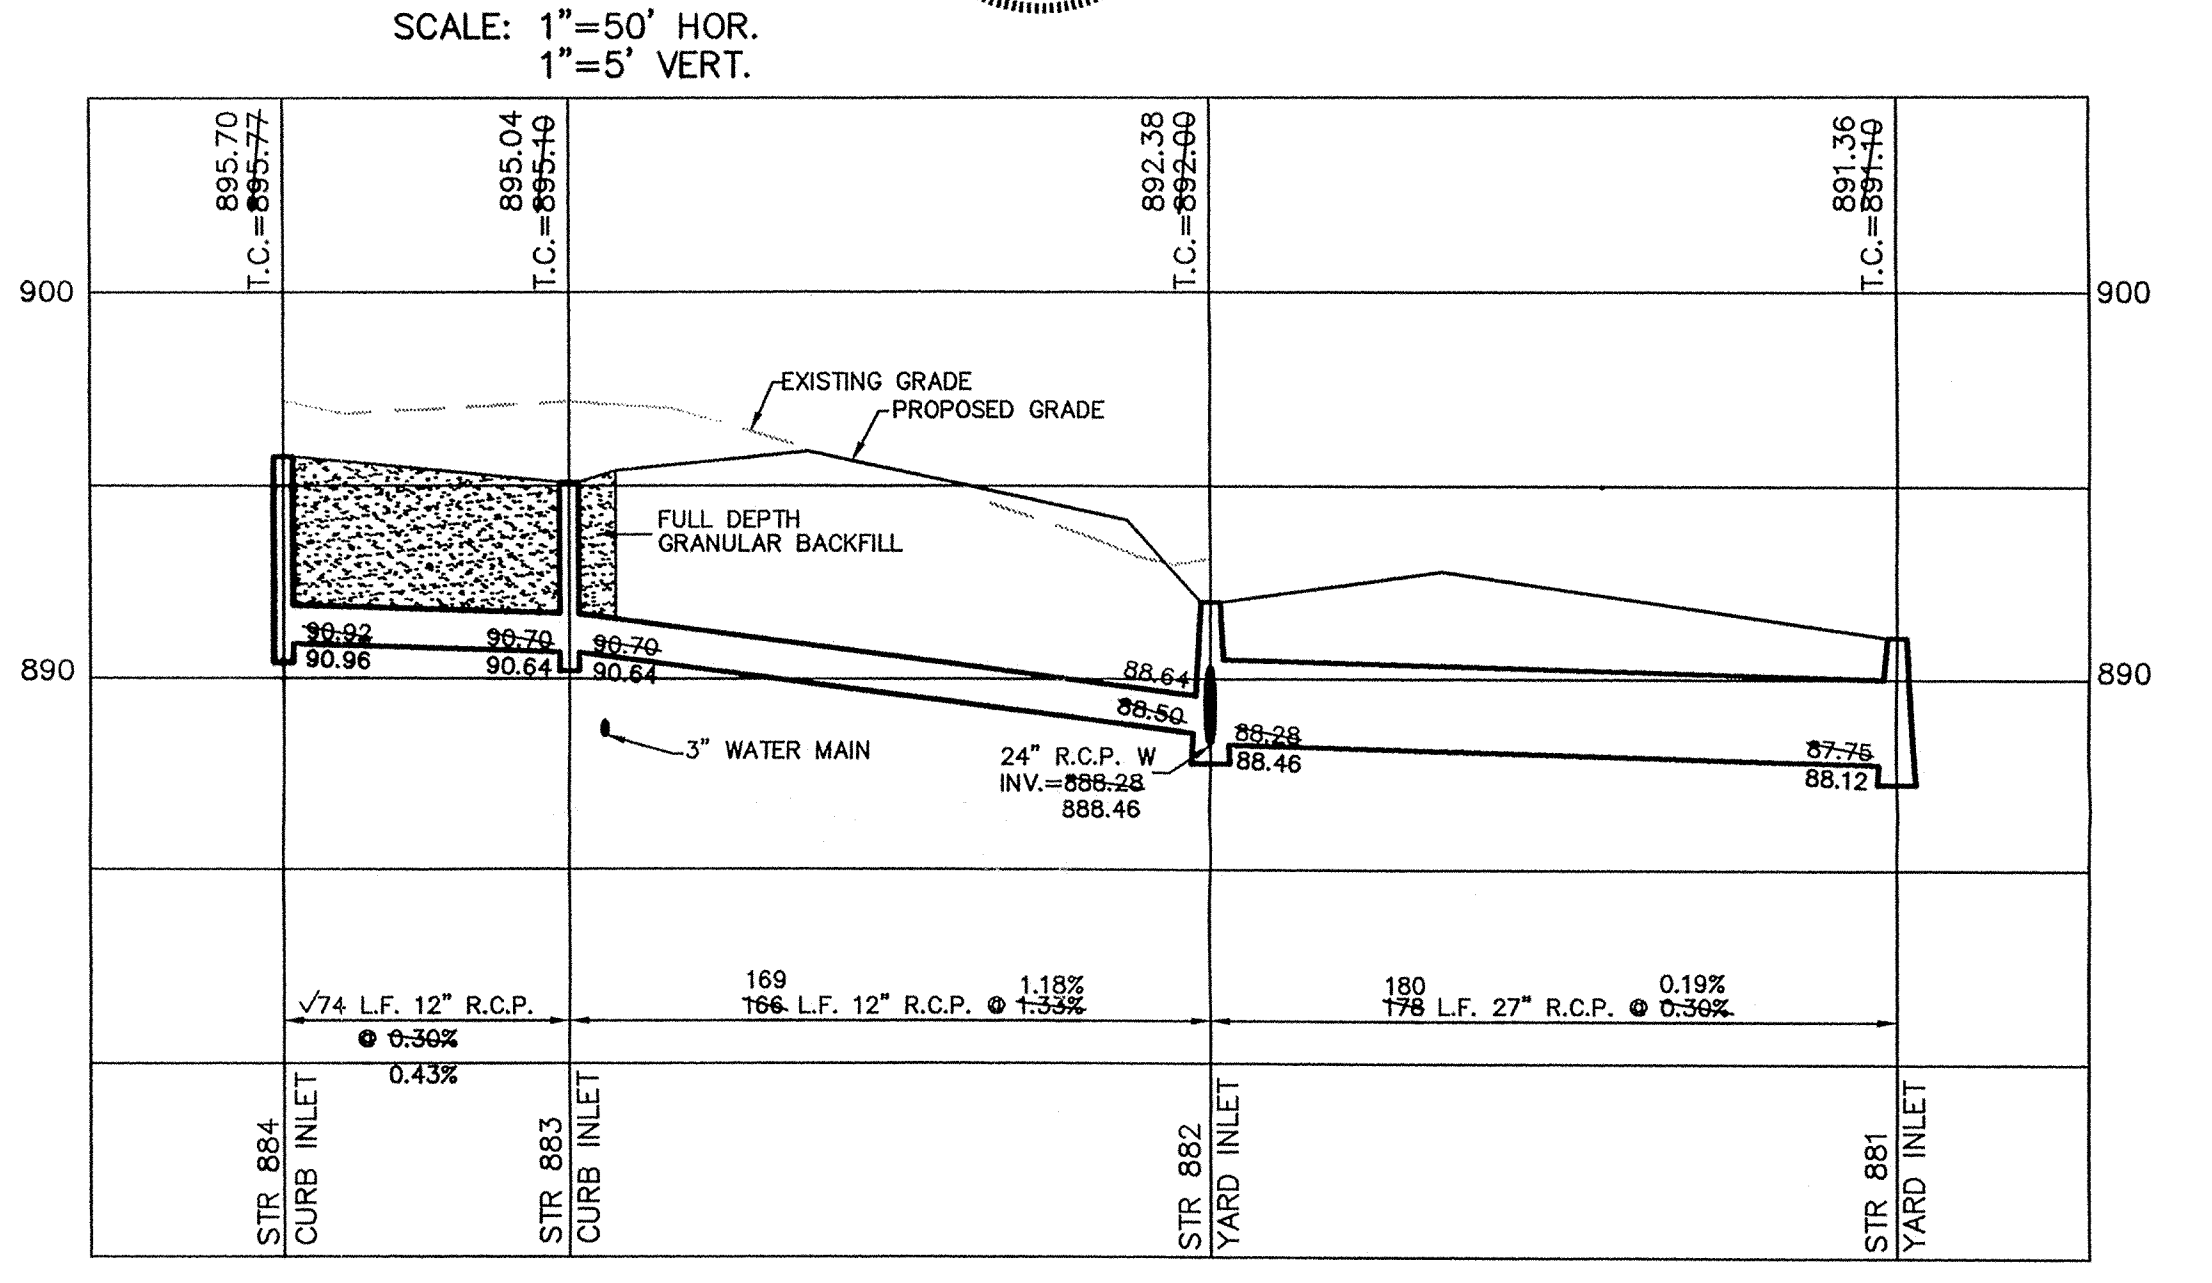 SCALE: 1"=50' HOR.
1"=5' VERT.
895.70
T.C.=895.77
895.04
T.C.=895.10
892.38
T.C.=892.00
891.36
T.C.=891.10
900
900
EXISTING GRADE
PROPOSED GRADE
FULL DEPTH
GRANULAR BACKFILL
90.92
90.96
90.70
90.64
90.70
90.64
88.64
88.50
890
890
3" WATER MAIN
24" R.C.P. W
INV.=888.28
888.46
88.28
88.46
87.75
88.12
√74 L.F. 12" R.C.P.
@ 0.30%
0.43%
169
1.18%
166 L.F. 12" R.C.P. @ 1.33%
180
0.19%
178 L.F. 27" R.C.P. @ 0.30%
STR 884
CURB INLET
STR 883
CURB INLET
STR 882
YARD INLET
STR 881
YARD INLET